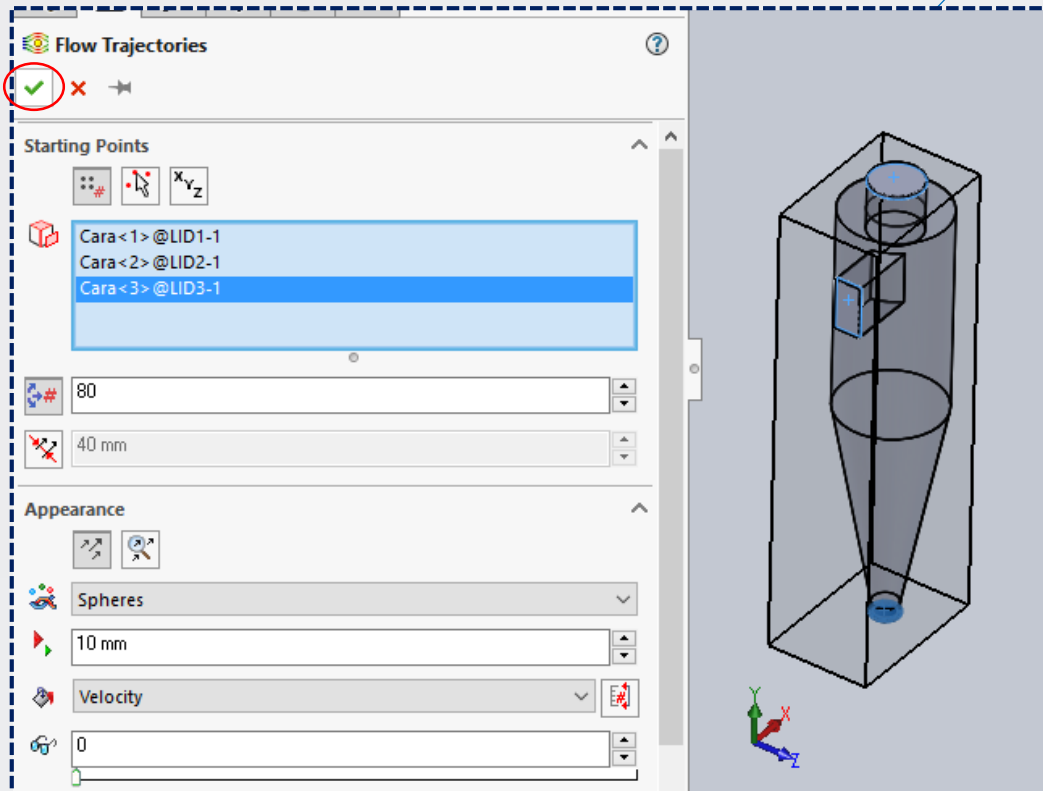 Flow Trajectories
?
Starting Points
#
X Y Z
Cara<1>@LID1-1
Cara<2>@LID2-1
Cara<3>@LID3-1
#
80
40 mm
Appearance
Spheres
10 mm
Velocity
#
0
Y
X
Z